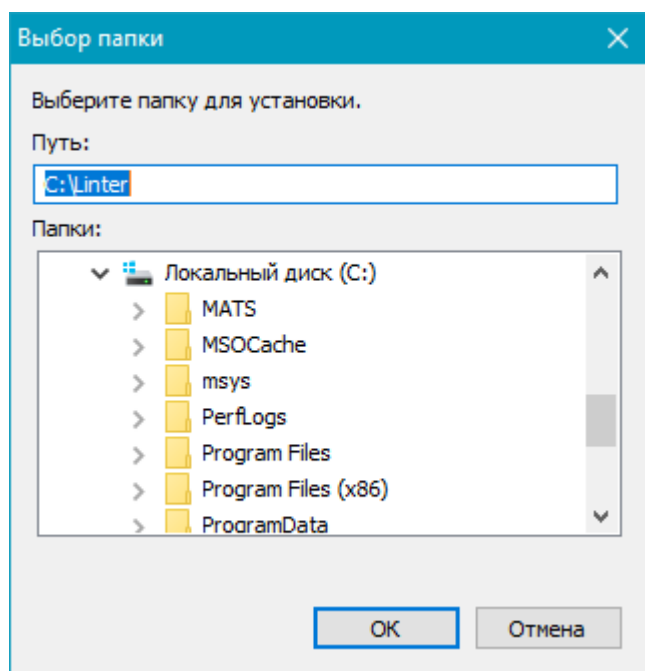 Выбор папки
Выберите папку для установки.
Путь:
C:\Linter
Папки:
Локальный диск (C:)
MATS
MSOCache
msys
PerfLogs
Program Files
Program Files (x86)
ProgramData
ОК Отмена